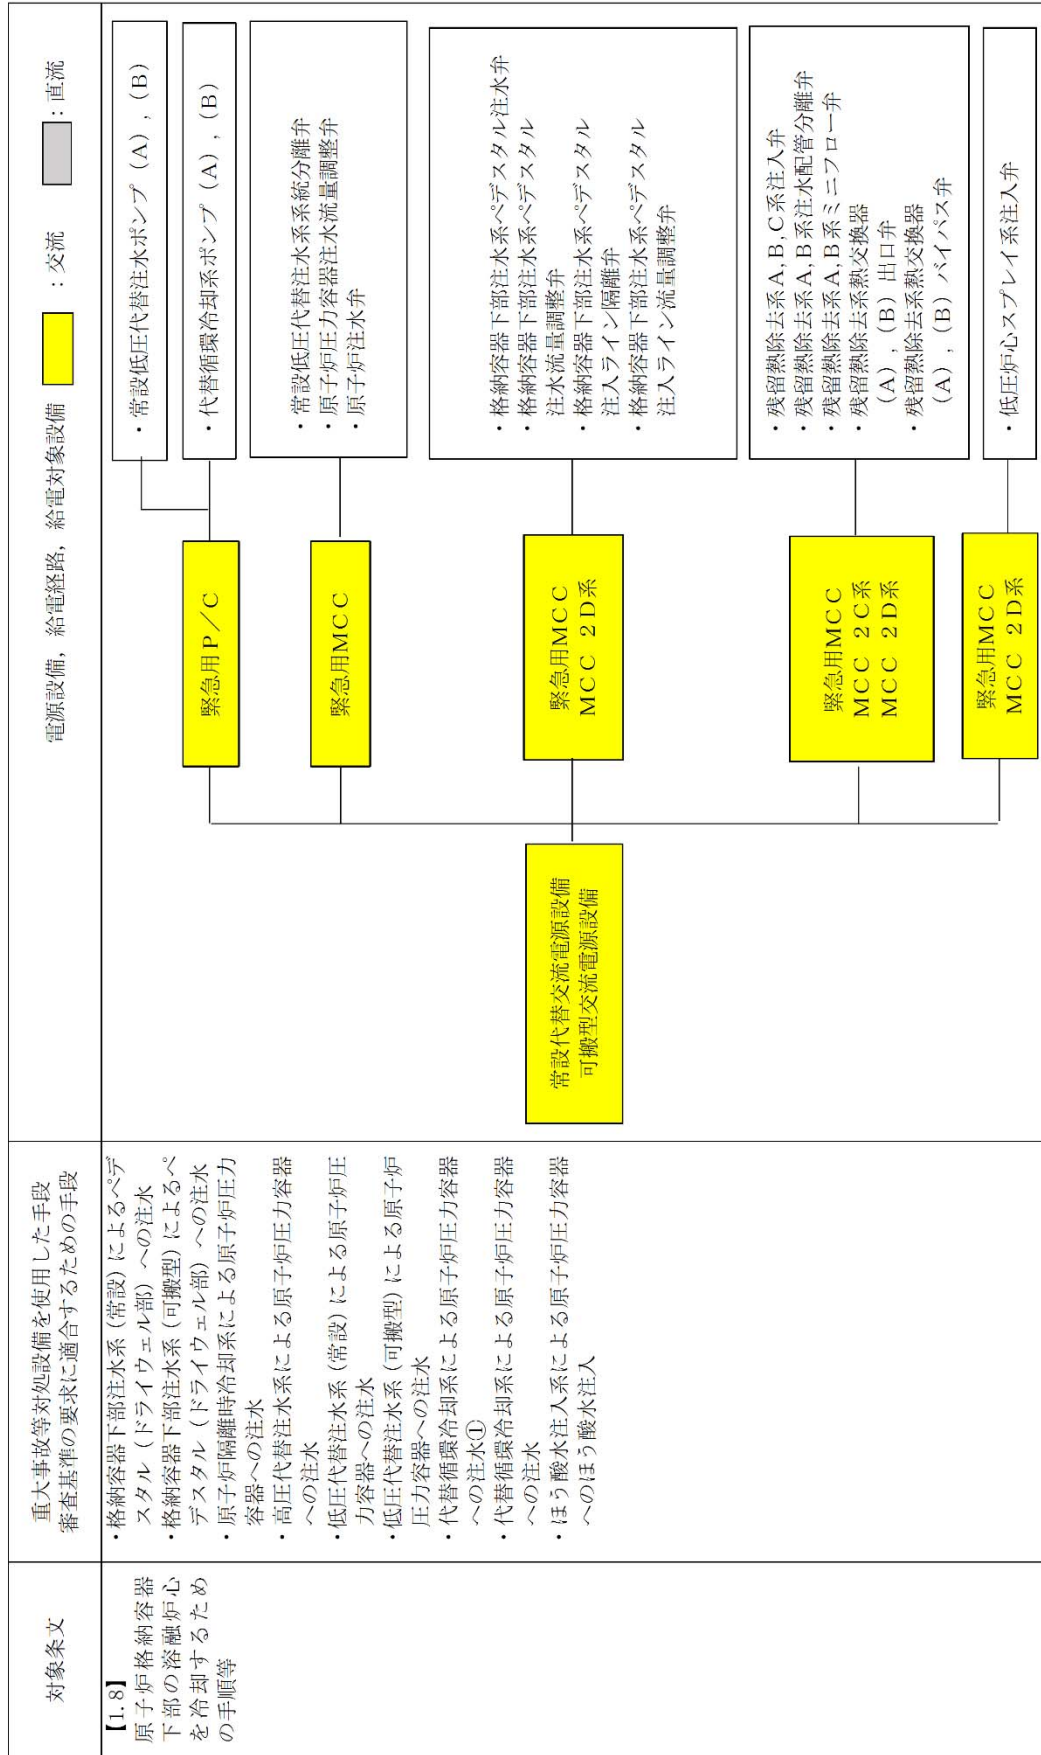 対象条文
重大事故等対処設備を使用した手段
審査基準の要求に適合するための手段
電源設備，給電経路，給電対象設備
：交流
：直流
【1.8】
原子炉格納容器
下部の溶融炉心
を冷却するため
の手順等
・格納容器下部注水系（常設）によるペデ
スタル（ドライウェル部）への注水
・格納容器下部注水系（可搬型）によるペ
デスタル（ドライウェル部）への注水
・原子炉隔離時冷却系による原子炉圧力
容器への注水
・高圧代替注水系による原子炉圧力容器
への注水
・低圧代替注水系（常設）による原子炉圧
力容器への注水
・低圧代替注水系（可搬型）による原子炉
圧力容器への注水
・代替循環冷却系による原子炉圧力容器
への注水①
・代替循環冷却系による原子炉圧力容器
への注水
・ほう酸水注入系による原子炉圧力容器
へのほう酸水注入
常設代替交流電源設備
可搬型交流電源設備
緊急用Ｐ／Ｃ
・常設低圧代替注水ポンプ（A），（B）
・代替循環冷却系ポンプ（A），（B）
緊急用ＭＣＣ
・常設低圧代替注水系系統分離弁
・原子炉圧力容器注水流量調整弁
・原子炉注水弁
緊急用ＭＣＣ
ＭＣＣ ２Ｄ系
・格納容器下部注水系ペデスタル注水弁
・格納容器下部注水系ペデスタル
注水流量調整弁
・格納容器下部注水系ペデスタル
注入ライン隔離弁
・格納容器下部注水系ペデスタル
注入ライン流量調整弁
緊急用ＭＣＣ
ＭＣＣ ２Ｃ系
ＭＣＣ ２Ｄ系
・残留熱除去系A,B,C系注入弁
・残留熱除去系A,B系注水配管分離弁
・残留熱除去系A,B系ミニフロー弁
・残留熱除去系熱交換器
（A），（B）出口弁
・残留熱除去系熱交換器
（A），（B）バイパス弁
緊急用ＭＣＣ
ＭＣＣ ２Ｄ系
・低圧炉心スプレイ系注入弁